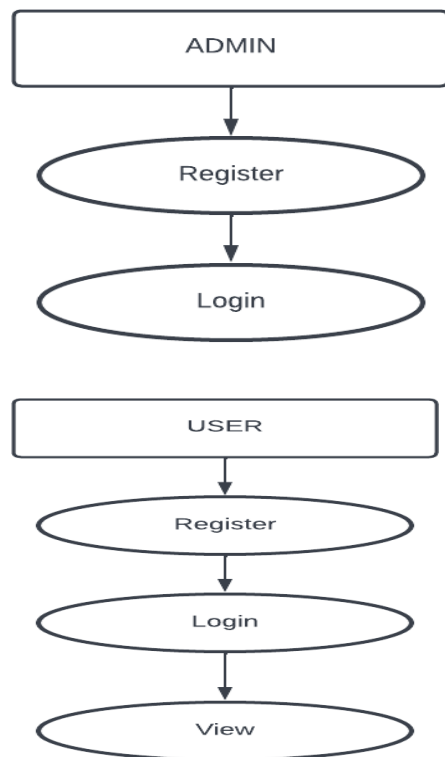 ADMIN
Register
Login
USER
Register
Login
View